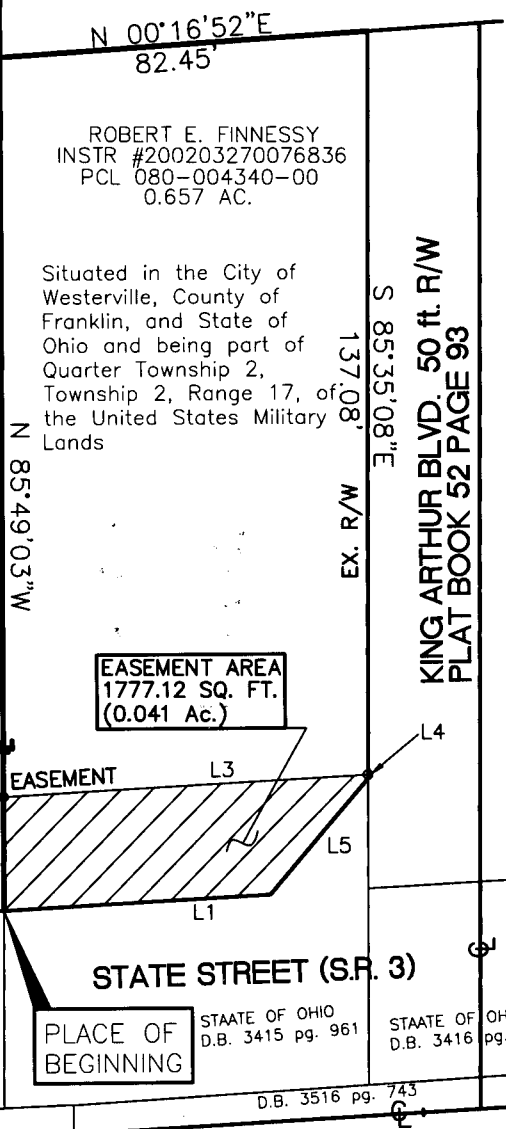 N 00°16'52"E
82.45'
ROBERT E. FINNESSY
INSTR #200203270076836
PCL 080-004340-00
0.657 AC.
Situated in the City of
Westerville, County of
Franklin, and State of
Ohio and being part of
Quarter Township 2,
Township 2, Range 17, of
the United States Military
Lands
N 85°49'03"W
137.08'
S 85°35'08"E
EX R/W
KING ARTHUR BLVD. 50 ft. R/W
PLAT BOOK 52 PAGE 93
EASEMENT AREA
1777.12 SQ. FT.
(0.041 Ac.)
L4
EASEMENT
L3
L5
L1
STATE STREET (S.R. 3)
PLACE OF
BEGINNING
STAATE OF OHIO
D.B. 3415 pg. 961
STAATE OF OH
D.B. 3416 pg.
D.B. 3516 pg. 743